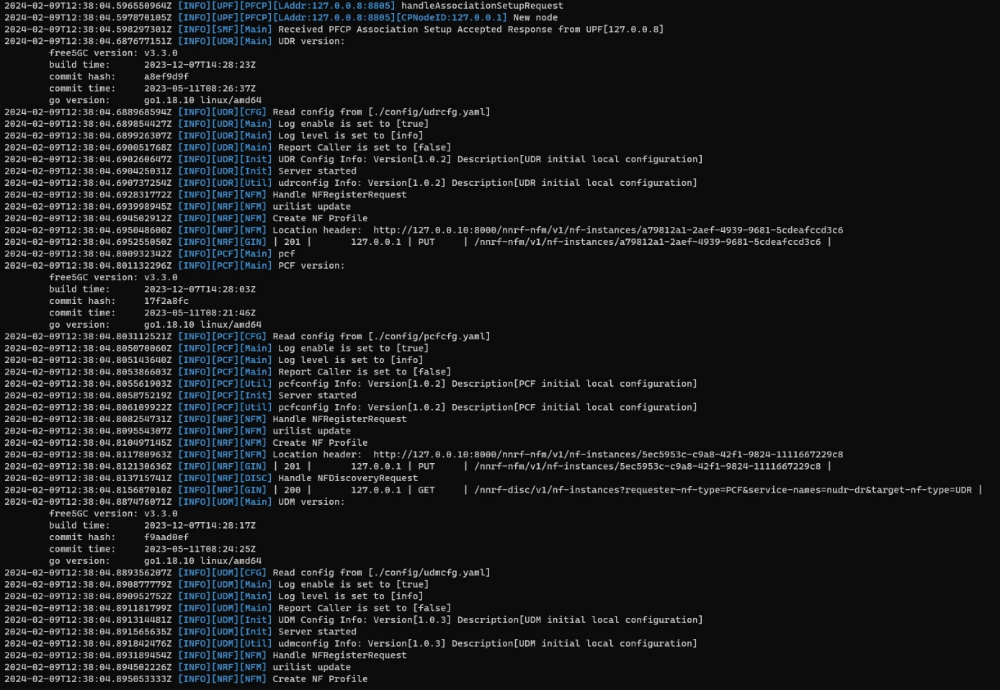 2024-02-09T12:38:04.596550964Z [INFO][UPF][PFCP][LAddr:127.0.0.8:8805] handleAssociationSetupRequest
2024-02-09T12:38:04.597870105Z [INFO][UPF][PFCP][LAddr:127.0.0.8:8805][CPNodeID:127.0.0.1] New node
2024-02-09T12:38:04.598297301Z [INFO][SMF][Main] Received PFCP Association Setup Accepted Response from UPF[127.0.0.8]
2024-02-09T12:38:04.687677151Z [INFO][UDR][Main] UDR version:
free5GC version: v3.3.0
build time: 2023-12-07T14:28:23Z
commit hash: a8ef9d9f
commit time: 2023-05-11T08:26:37Z
go version: go1.18.10 linux/amd64
2024-02-09T12:38:04.688968594Z [INFO][UDR][CFG] Read config from [./config/udrcfg.yaml]
2024-02-09T12:38:04.689854427Z [INFO][UDR][Main] Log enable is set to [true]
2024-02-09T12:38:04.689926307Z [INFO][UDR][Main] Log level is set to [info]
2024-02-09T12:38:04.690051768Z [INFO][UDR][Main] Report Caller is set to [false]
2024-02-09T12:38:04.690260647Z [INFO][UDR][Init] UDR Config Info: Version[1.0.2] Description[UDR initial local configuration]
2024-02-09T12:38:04.690425031Z [INFO][UDR][Init] Server started
2024-02-09T12:38:04.690737254Z [INFO][UDR][Util] udrconfig Info: Version[1.0.2] Description[UDR initial local configuration]
2024-02-09T12:38:04.692831772Z [INFO][NRF][NFM] Handle NFRegisterRequest
2024-02-09T12:38:04.693998945Z [INFO][NRF][NFM] urilist update
2024-02-09T12:38:04.694502912Z [INFO][NRF][NFM] Create NF Profile
2024-02-09T12:38:04.695048600Z [INFO][NRF][NFM] Location header:  http://127.0.0.10:8000/nnrf-nfm/v1/nf-instances/a79812a1-2aef-4939-9681-5cdeafccd3c6
2024-02-09T12:38:04.695255050Z [INFO][NRF][GIN] | 201 |       127.0.0.1 | PUT     | /nnrf-nfm/v1/nf-instances/a79812a1-2aef-4939-9681-5cdeafccd3c6 |
2024-02-09T12:38:04.800932342Z [INFO][PCF][Main] pcf
2024-02-09T12:38:04.801132296Z [INFO][PCF][Main] PCF version:
free5GC version: v3.3.0
build time: 2023-12-07T14:28:03Z
commit hash: 17f2a8fc
commit time: 2023-05-11T08:21:46Z
go version: go1.18.10 linux/amd64
2024-02-09T12:38:04.803112521Z [INFO][PCF][CFG] Read config from [./config/pcfcfg.yaml]
2024-02-09T12:38:04.805070060Z [INFO][PCF][Main] Log enable is set to [true]
2024-02-09T12:38:04.805143640Z [INFO][PCF][Main] Log level is set to [info]
2024-02-09T12:38:04.805386603Z [INFO][PCF][Main] Report Caller is set to [false]
2024-02-09T12:38:04.805561903Z [INFO][PCF][Util] pcfconfig Info: Version[1.0.2] Description[PCF initial local configuration]
2024-02-09T12:38:04.805875219Z [INFO][PCF][Init] Server started
2024-02-09T12:38:04.806109922Z [INFO][PCF][Util] pcfconfig Info: Version[1.0.2] Description[PCF initial local configuration]
2024-02-09T12:38:04.808254731Z [INFO][NRF][NFM] Handle NFRegisterRequest
2024-02-09T12:38:04.809554307Z [INFO][NRF][NFM] urilist update
2024-02-09T12:38:04.810497145Z [INFO][NRF][NFM] Create NF Profile
2024-02-09T12:38:04.811780963Z [INFO][NRF][NFM] Location header:  http://127.0.0.10:8000/nnrf-nfm/v1/nf-instances/5ec5953c-c9a8-42f1-9824-1111667229c8
2024-02-09T12:38:04.812130636Z [INFO][NRF][GIN] | 201 |       127.0.0.1 | PUT     | /nnrf-nfm/v1/nf-instances/5ec5953c-c9a8-42f1-9824-1111667229c8 |
2024-02-09T12:38:04.813715741Z [INFO][NRF][DISC] Handle NFDiscoveryRequest
2024-02-09T12:38:04.815687010Z [INFO][NRF][GIN] | 200 |       127.0.0.1 | GET     | /nnrf-disc/v1/nf-instances?requester-nf-type=PCF&service-names=nudr-dr&target-nf-type=UDR |
2024-02-09T12:38:04.887476071Z [INFO][UDM][Main] UDM version:
free5GC version: v3.3.0
build time: 2023-12-07T14:28:17Z
commit hash: f9aad0ef
commit time: 2023-05-11T08:24:25Z
go version: go1.18.10 linux/amd64
2024-02-09T12:38:04.889356207Z [INFO][UDM][CFG] Read config from [./config/udmcfg.yaml]
2024-02-09T12:38:04.890877779Z [INFO][UDM][Main] Log enable is set to [true]
2024-02-09T12:38:04.890952752Z [INFO][UDM][Main] Log level is set to [info]
2024-02-09T12:38:04.891181799Z [INFO][UDM][Main] Report Caller is set to [false]
2024-02-09T12:38:04.891314481Z [INFO][UDM][Init] UDM Config Info: Version[1.0.3] Description[UDM initial local configuration]
2024-02-09T12:38:04.891565635Z [INFO][UDM][Init] Server started
2024-02-09T12:38:04.891842476Z [INFO][UDM][Util] udmconfig Info: Version[1.0.3] Description[UDM initial local configuration]
2024-02-09T12:38:04.893189454Z [INFO][NRF][NFM] Handle NFRegisterRequest
2024-02-09T12:38:04.894502226Z [INFO][NRF][NFM] urilist update
2024-02-09T12:38:04.895053333Z [INFO][NRF][NFM] Create NF Profile